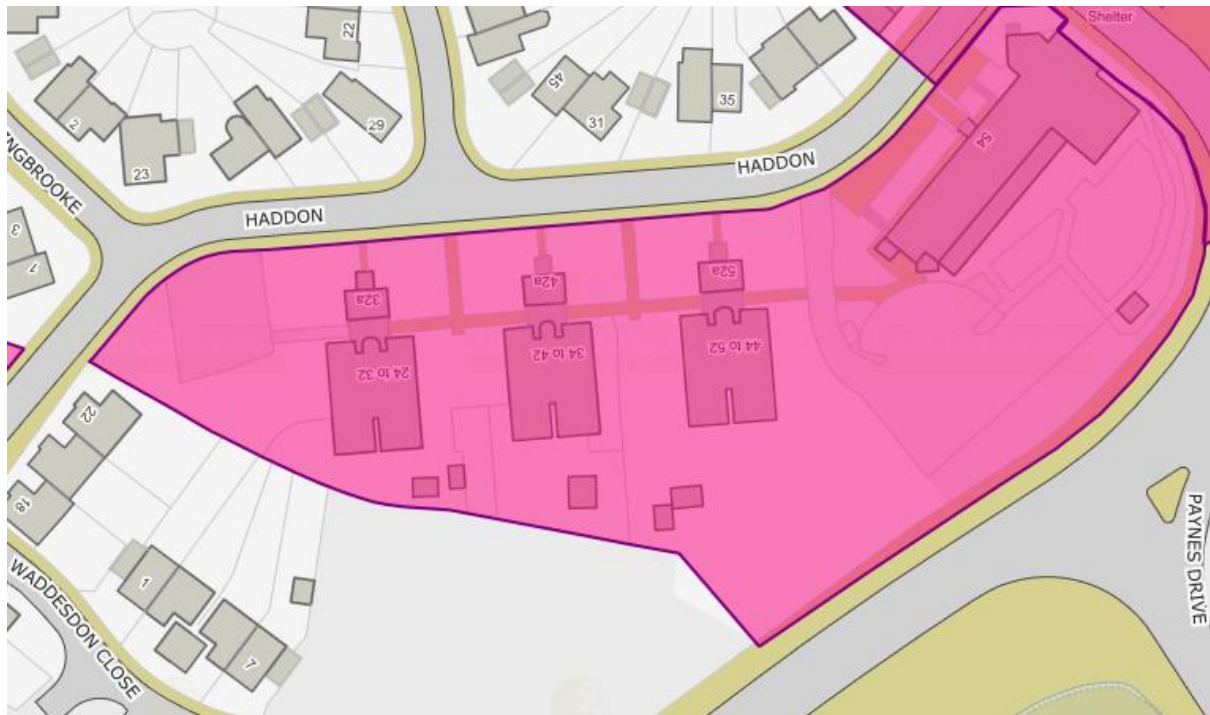 Shelter
22
45
31
35
29
2
23
54
HADDON
HADDON
NGBROOKE
3
1
32a
42a
52a
24 to 32
34 to 42
44 to 52
22
18
1
7
WADDESDON CLOSE
PAYNES DRIVE